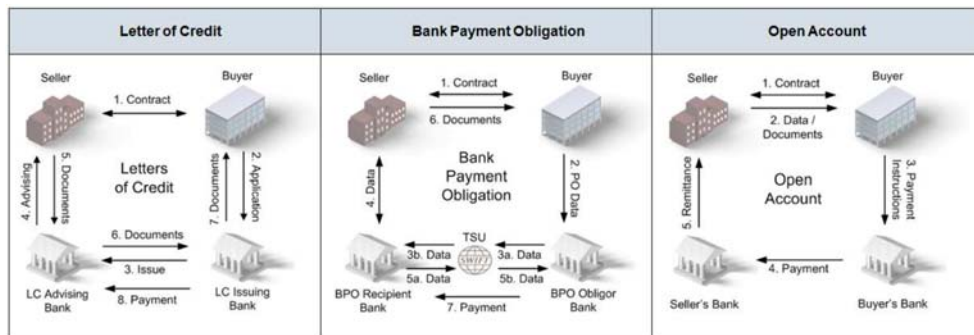 Letter of Credit
Seller
Buyer
1. Contract
4. Advising
5. Documents
Letters
of Credit
7. Documents
2. Application
6. Documents
3. Issue
8. Payment
LC Advising
Bank
LC Issuing
Bank
Bank Payment Obligation
Seller
Buyer
1. Contract
6. Documents
4. Data
Bank
Payment
Obligation
2. PO Data
TSU
SWIFT
3b. Data
3a. Data
5a. Data
5b. Data
7. Payment
BPO Recipient
Bank
BPO Obligor
Bank
Open Account
Seller
Buyer
1. Contract
2. Data /
Documents
5. Remittance
Open
Account
3. Payment
Instructions
4. Payment
Seller's Bank
Buyer's Bank